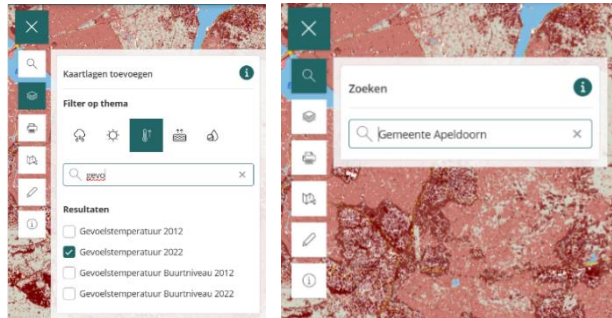 Kaartlagen toevoegen
Filter op thema
gevo
Resultaten
Gevoelstemperatuur 2012
Gevoelstemperatuur 2022
Gevoelstemperatuur Buurtniveau 2012
Gevoelstemperatuur Buurtniveau 2022
Zoeken
Gemeente Apeldoorn